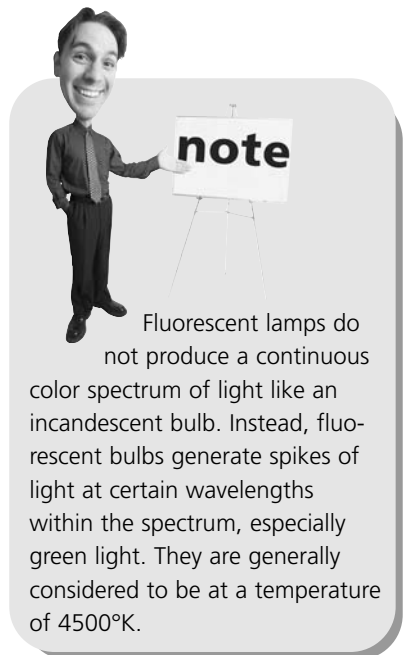 note
Fluorescent lamps do
not produce a continuous
color spectrum of light like an
incandescent bulb. Instead, fluo-
rescent bulbs generate spikes of
light at certain wavelengths
within the spectrum, especially
green light. They are generally
considered to be at a temperature
of 4500°K.